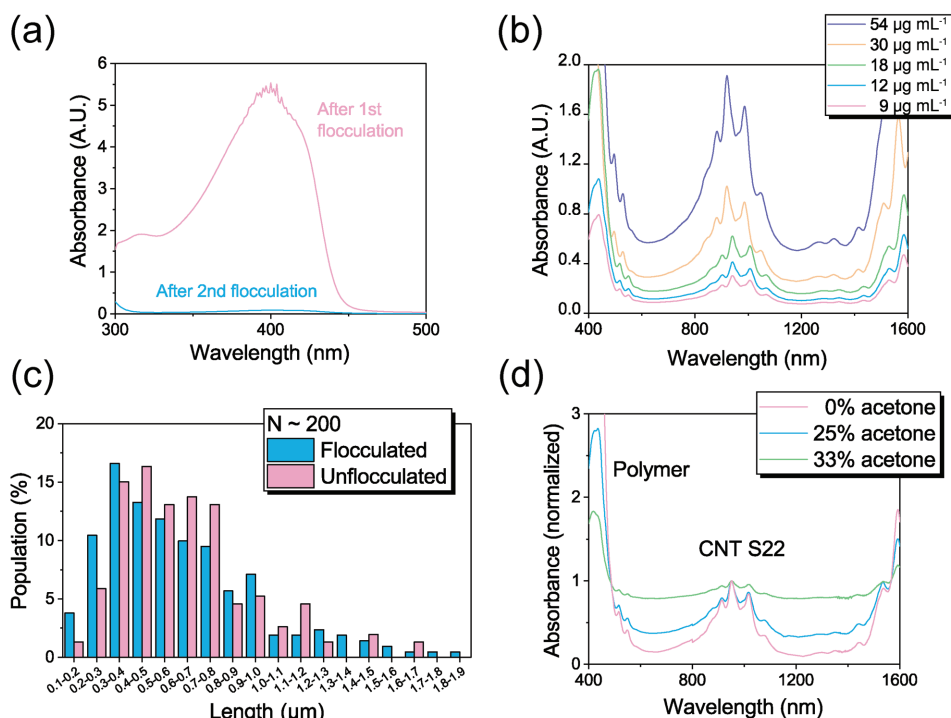 (a)
Absorbance (A.U.)
6
5
4
3
2
1
0
After 1st
flocculation
After 2nd flocculation
300
400
500
Wavelength (nm)
(b)
Absorbance (A.U.)
2.0
1.6
1.2
0.8
0.4
0.0
54 µg mL⁻¹
30 µg mL⁻¹
18 µg mL⁻¹
12 µg mL⁻¹
9 µg mL⁻¹
400
800
1200
1600
Wavelength (nm)
(c)
Population (%)
20
15
10
5
0
N ~ 200
Flocculated
Unflocculated
0.1-0.2
0.2-0.3
0.3-0.4
0.4-0.5
0.5-0.6
0.6-0.7
0.7-0.8
0.8-0.9
0.9-1.0
1.0-1.1
1.1-1.2
1.2-1.3
1.3-1.4
1.4-1.5
1.5-1.6
1.6-1.7
1.7-1.8
1.8-1.9
Length (µm)
(d)
Absorbance (normalized)
3
2
1
0
0% acetone
25% acetone
33% acetone
Polymer
CNT S22
400
800
1200
1600
Wavelength (nm)